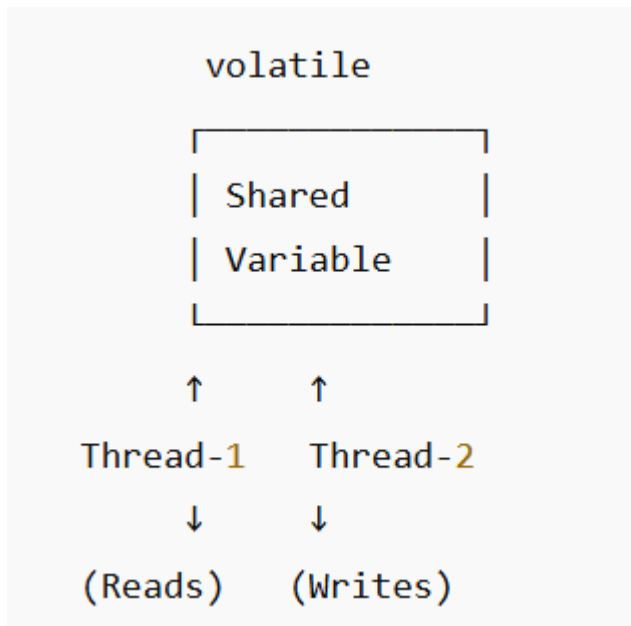 volatile
Shared
Variable
↑ ↑
Thread-1 Thread-2
↓ ↓
(Reads) (Writes)